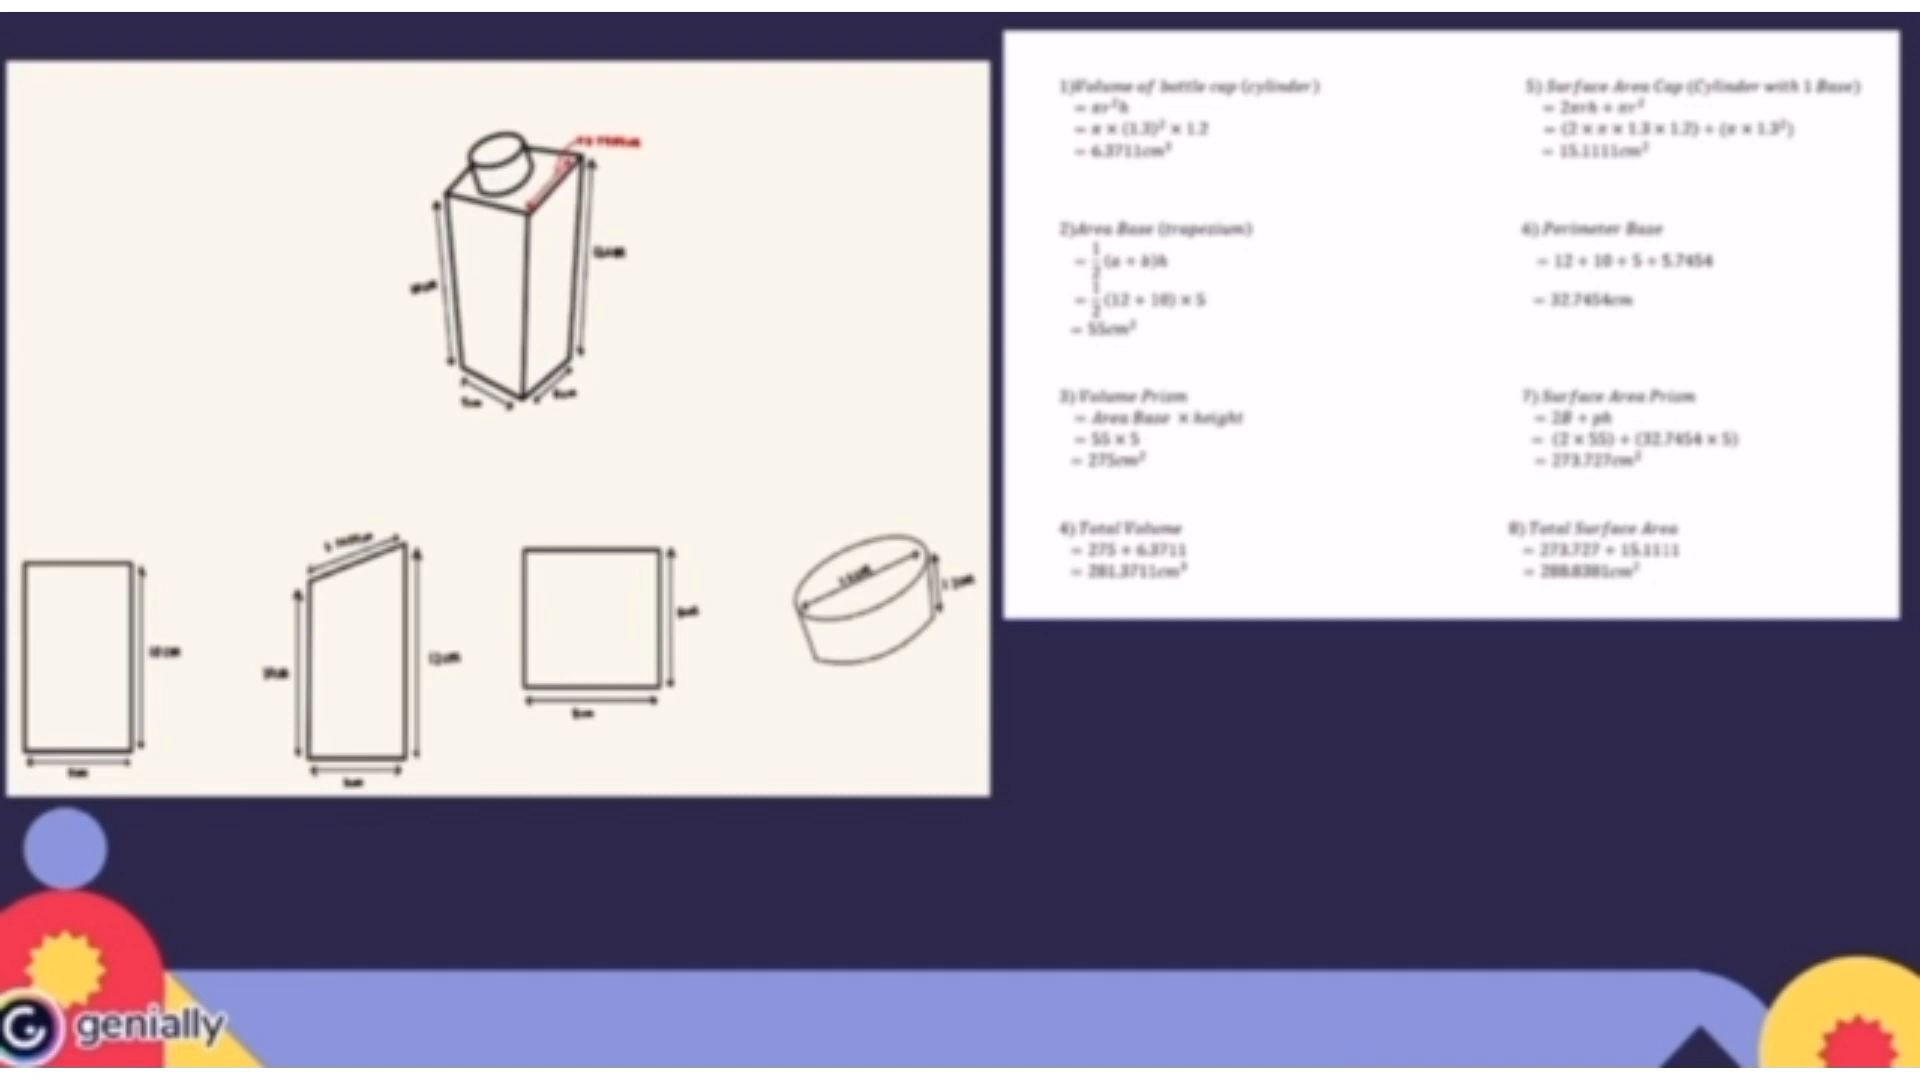 1)Volume of bottle cap (cylinder)
= πr²h
= π × (1.3)² × 1.2
= 6.3711cm³
2)Area Base (trapezium)
= 1/2 (a + b)h
= 1/2 (12 + 10) × 5
= 55cm²
3) Volume Prism
= Area Base × height
= 55 × 5
= 275cm²
4) Total Volume
= 275 + 6.3711
= 281.3711cm³
5) Surface Area Cap (Cylinder with 1 Base)
= 2πrh + πr²
= (2 × π × 1.3 × 1.2) + (π × 1.3²)
= 15.1111cm²
6) Perimeter Base
= 12 + 10 + 5 + 5.7454
= 32.7454cm
7) Surface Area Prism
= 2B + ph
= (2 × 55) + (32.7454 × 5)
= 273.727cm²
8) Total Surface Area
= 273.727 + 15.1111
= 288.8381cm²
10cm
12cm
genially